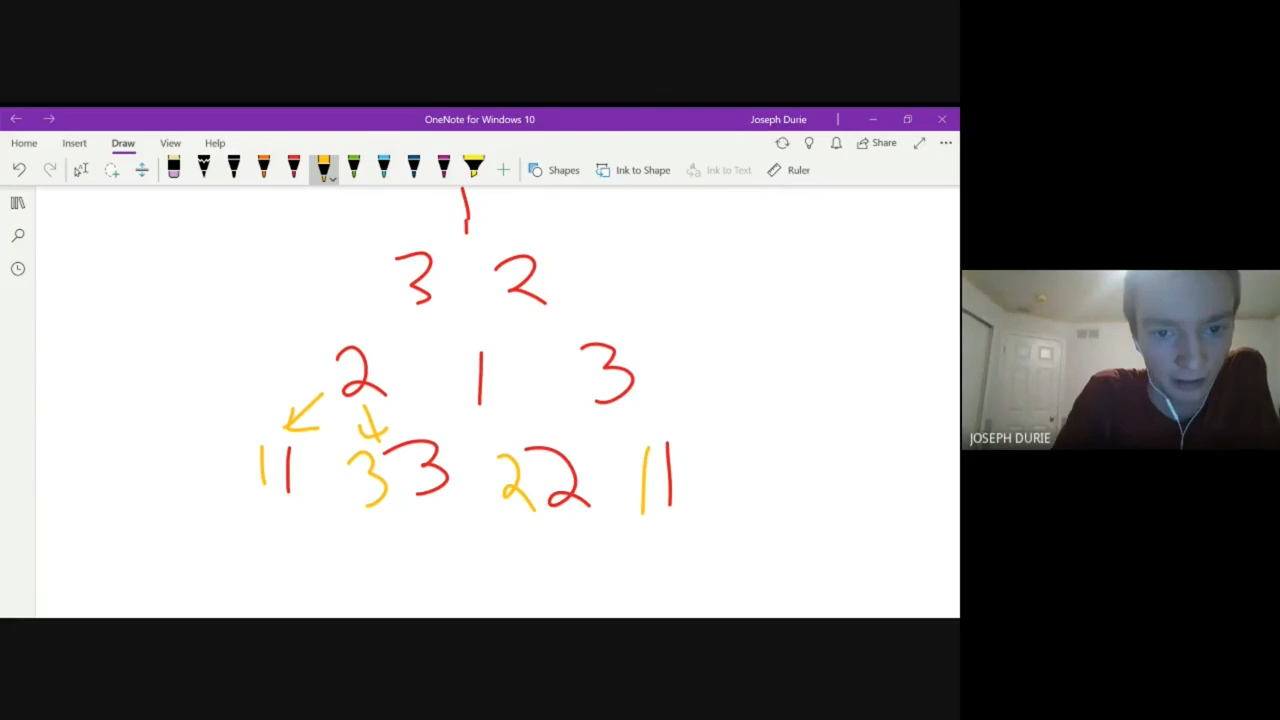 OneNote for Windows 10
Joseph Durie
Home Insert Draw View Help
Share
Shapes Ink to Shape Ink to Text Ruler
1
3 2
2 1 3
11 33 22 11
JOSEPH DURIE